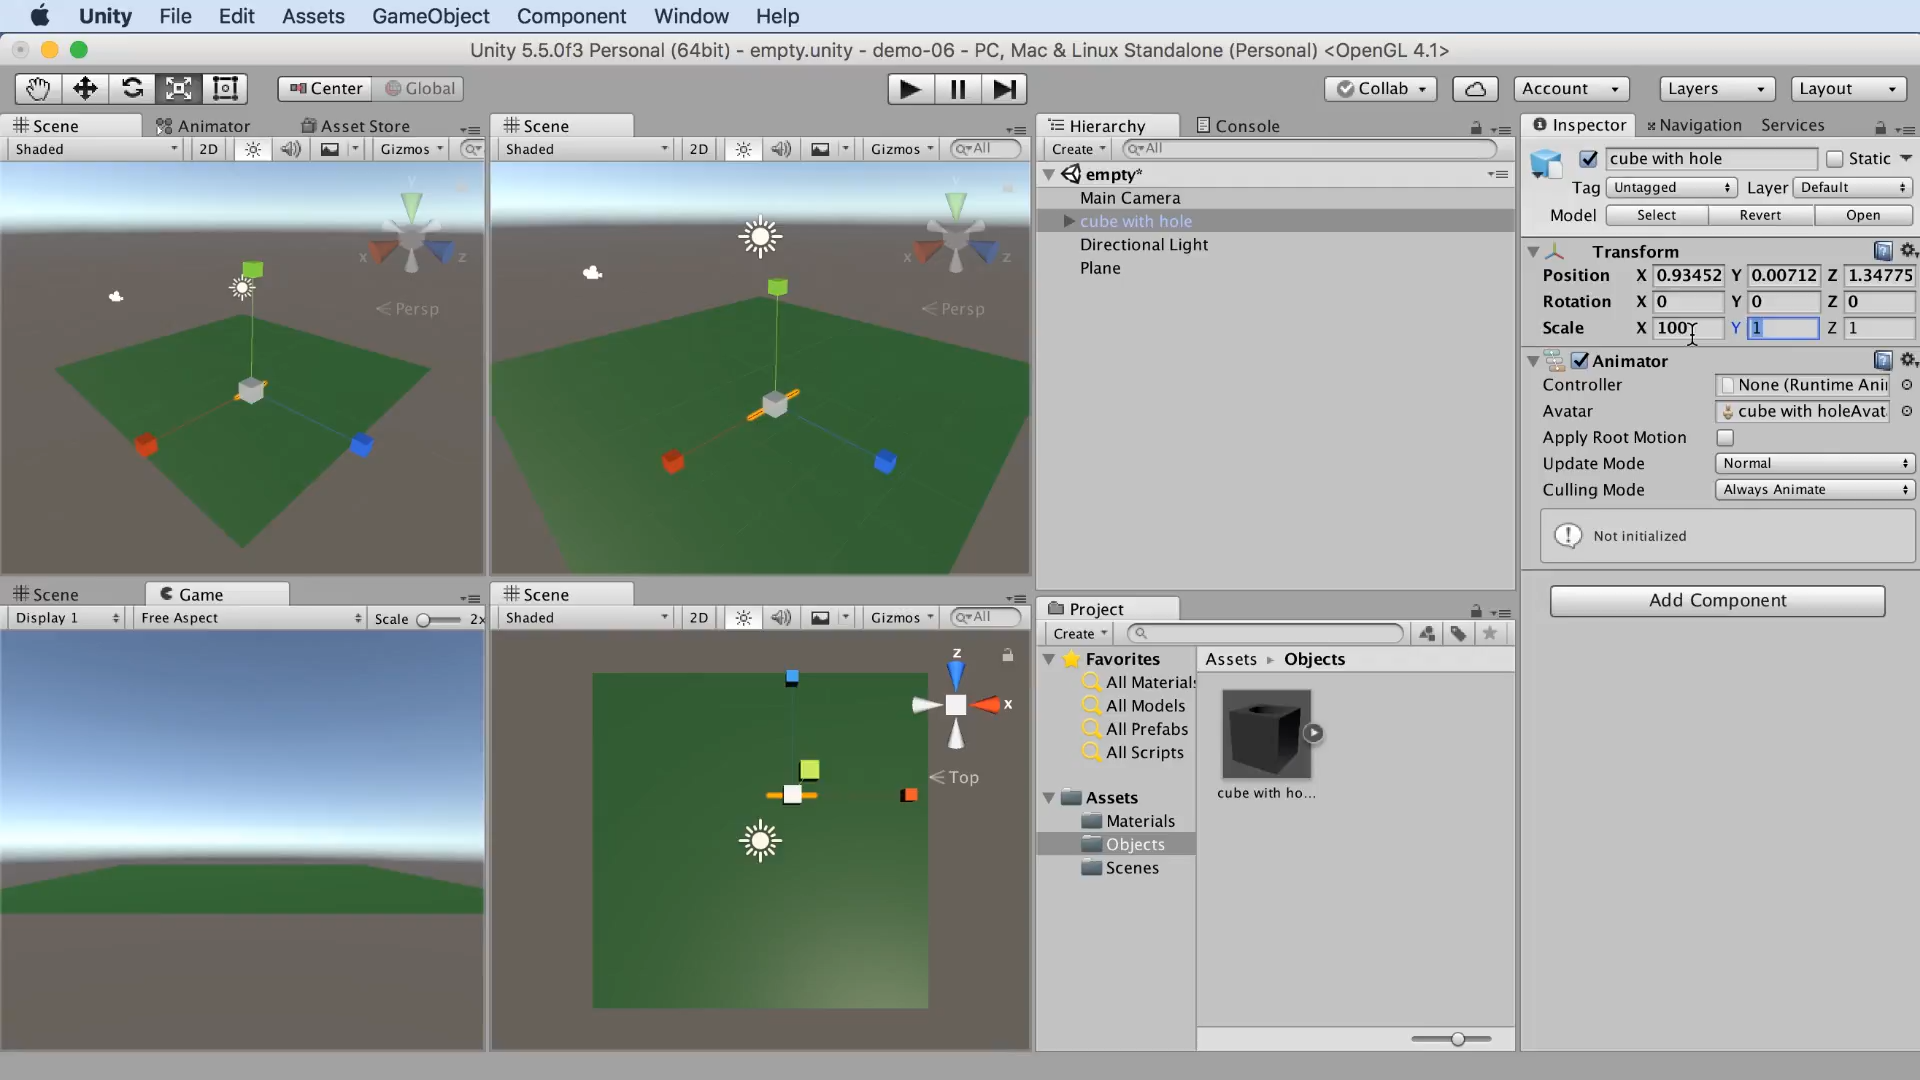 Unity File Edit Assets GameObject Component Window Help
Unity 5.5.0f3 Personal (64bit) - empty.unity - demo-06 - PC, Mac & Linux Standalone (Personal) <OpenGL 4.1>
Center Global Collab Account Layers Layout
Scene Animator Asset Store
Shaded 2D Gizmos
y x z
Persp
Scene
Shaded 2D Gizmos All
y x z
Persp
Scene Game
Display 1 Free Aspect Scale 2x
Scene
Shaded 2D Gizmos All
z x
Top
Hierarchy Console
Create All
empty*
Main Camera
cube with hole
Directional Light
Plane
Project
Create
Favorites
All Materials
All Models
All Prefabs
All Scripts
Assets
Materials
Objects
Scenes
Assets Objects
cube with ho...
Inspector Navigation Services
cube with hole Static
Tag Untagged Layer Default
Model Select Revert Open
Transform
Position X 0.93452 Y 0.00712 Z 1.34775
Rotation X 0 Y 0 Z 0
Scale X 100 Y 1 Z 1
Animator
Controller None (Runtime Ani
Avatar cube with holeAvat
Apply Root Motion
Update Mode Normal
Culling Mode Always Animate
Not initialized
Add Component